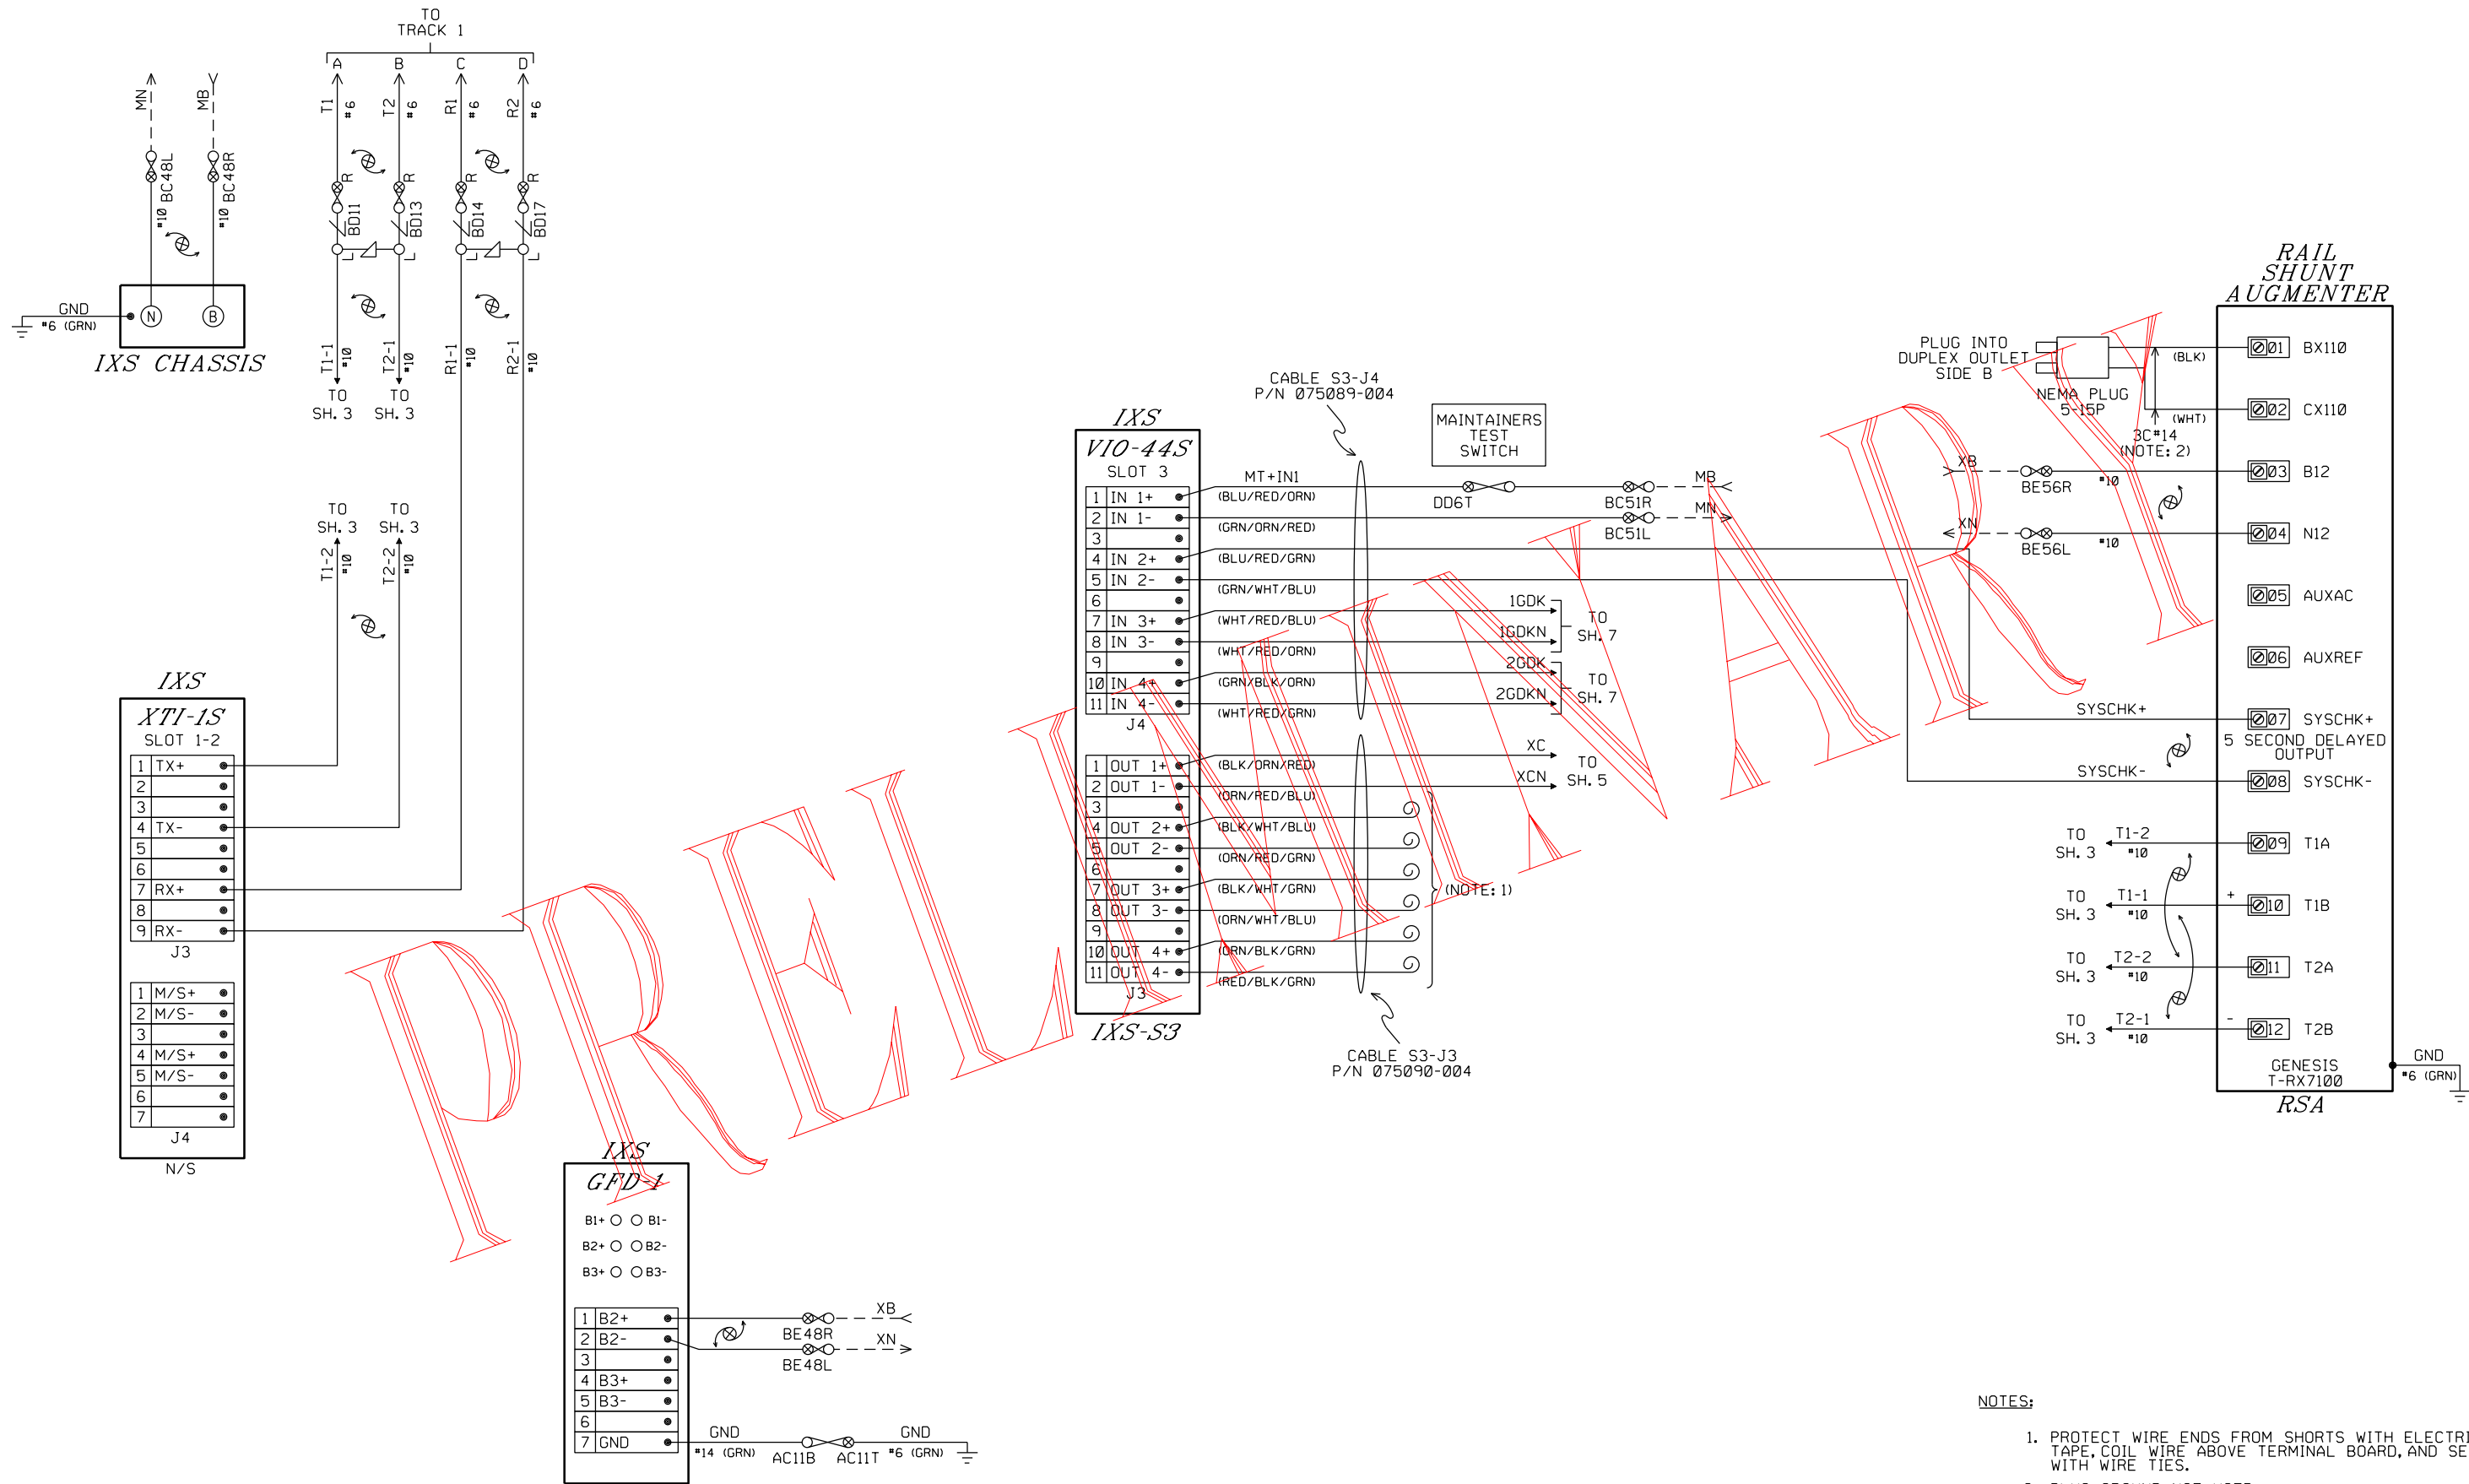 TO
TRACK 1
A B C D
MN MB
T1 #6 T2 #6 R1 #6 R2 #6
BC48L BC48R
#10 #10
R R R R
BD11 BD13 BD14 BD17
L L L L
GND
#6 (GRN)
N B
IXS CHASSIS
T1-1 #10 T2-1 #10 R1-1 #10 R2-1 #10
TO
SH. 3
TO
SH. 3
TO
SH. 3
TO
SH. 3
T1-2 #10 T2-2 #10
IXS
XTI-1S
SLOT 1-2
1 TX+
2
3
4 TX-
5
6
7 RX+
8
9 RX-
J3
1 M/S+
2 M/S-
3
4 M/S+
5 M/S-
6
7
J4
N/S
IXS
GFD-1
B1+ B1-
B2+ B2-
B3+ B3-
1 B2+
2 B2-
3
4 B3+
5 B3-
6
7 GND
XB
BE48R
XN
BE48L
GND
#14 (GRN)
AC11B AC11T
GND
#6 (GRN)
CABLE S3-J4
P/N 075089-004
MAINTAINERS
TEST
SWITCH
IXS
VIO-44S
SLOT 3
1 IN 1+
2 IN 1-
3
4 IN 2+
5 IN 2-
6
7 IN 3+
8 IN 3-
9
10 IN 4+
11 IN 4-
J4
MT+IN1
(BLU/RED/ORN)
(GRN/ORN/RED)
(BLU/RED/GRN)
(GRN/WHT/BLU)
(WHT/RED/BLU)
(WHT/RED/ORN)
(GRN/BLK/ORN)
(WHT/RED/GRN)
DD6T
BC51R
MB
BC51L
MN
1GDK
1GDKN
TO
SH. 7
2GDK
2GDKN
TO
SH. 7
1 OUT 1+
2 OUT 1-
3
4 OUT 2+
5 OUT 2-
6
7 OUT 3+
8 OUT 3-
9
10 OUT 4+
11 OUT 4-
J3
IXS-S3
(BLK/ORN/RED)
(ORN/RED/BLU)
(BLK/WHT/BLU)
(ORN/RED/GRN)
(BLK/WHT/GRN)
(ORN/WHT/BLU)
(ORN/BLK/GRN)
(RED/BLK/GRN)
XC
XCN
TO
SH. 5
(NOTE: 1)
CABLE S3-J3
P/N 075090-004
RAIL
SHUNT
AUGMENTER
PLUG INTO
DUPLEX OUTLET
SIDE B
NEMA PLUG
5-15P
(BLK)
(WHT)
3C#14
(NOTE: 2)
XB
BE56R
#10
XN
BE56L
#10
01 BX110
02 CX110
03 B12
04 N12
05 AUXAC
06 AUXREF
SYSCHK+
07 SYSCHK+
5 SECOND DELAYED
OUTPUT
SYSCHK-
08 SYSCHK-
TO
SH. 3
T1-2
#10
09 T1A
TO
SH. 3
T1-1
#10
+
10 T1B
TO
SH. 3
T2-2
#10
11 T2A
TO
SH. 3
T2-1
#10
-
12 T2B
GENESIS
T-RX7100
RSA
GND
#6 (GRN)
PRELIMINARY
NOTES:
1. PROTECT WIRE ENDS FROM SHORTS WITH
TAPE, COIL WIRE ABOVE TERMINAL BOARD, AND
WITH WIRE TIES.